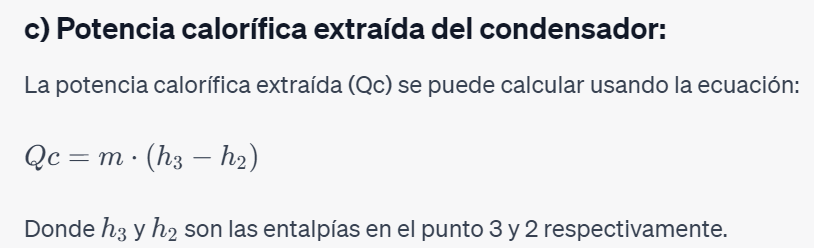 c) Potencia calorífica extraída del condensador:
La potencia calorífica extraída (Qc) se puede calcular usando la ecuación:
Qc = m · (h₃ − h₂)
Donde h₃ y h₂ son las entalpías en el punto 3 y 2 respectivamente.